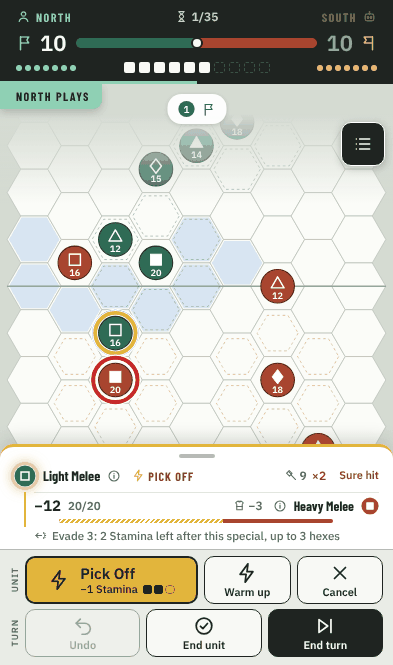 NORTH
1/35
SOUTH
10
10
NORTH PLAYS
1
18
14
15
12
16
20
12
16
20
18
Light Melee
PICK OFF
9 ×2
Sure hit
−12 20/20
−3
Heavy Melee
Evade 3: 2 Stamina left after this special, up to 3 hexes
UNIT
Pick Off
−1 Stamina
Warm up
Cancel
TURN
Undo
End unit
End turn